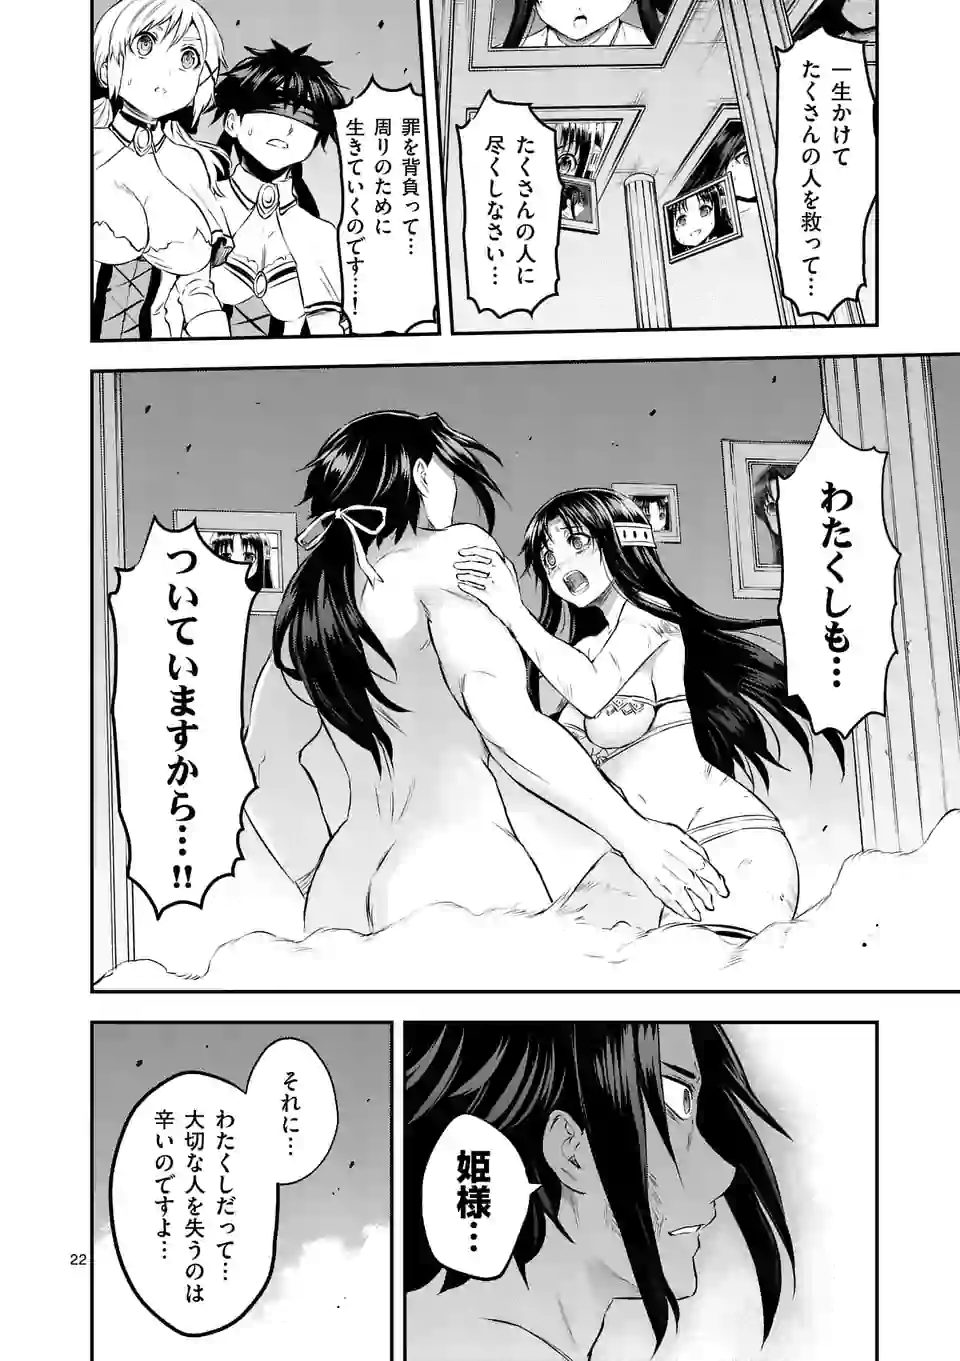 一生かけて
たくさんの人を救って…
たくさんの人に
尽くしなさい…
罪を背負って…
周りのために
生きていくのです…！
わたくしも…
ついていますから…!!
姫様…
それに…
わたくしだって…
大切な人を失うのは
辛いのですよ…
22